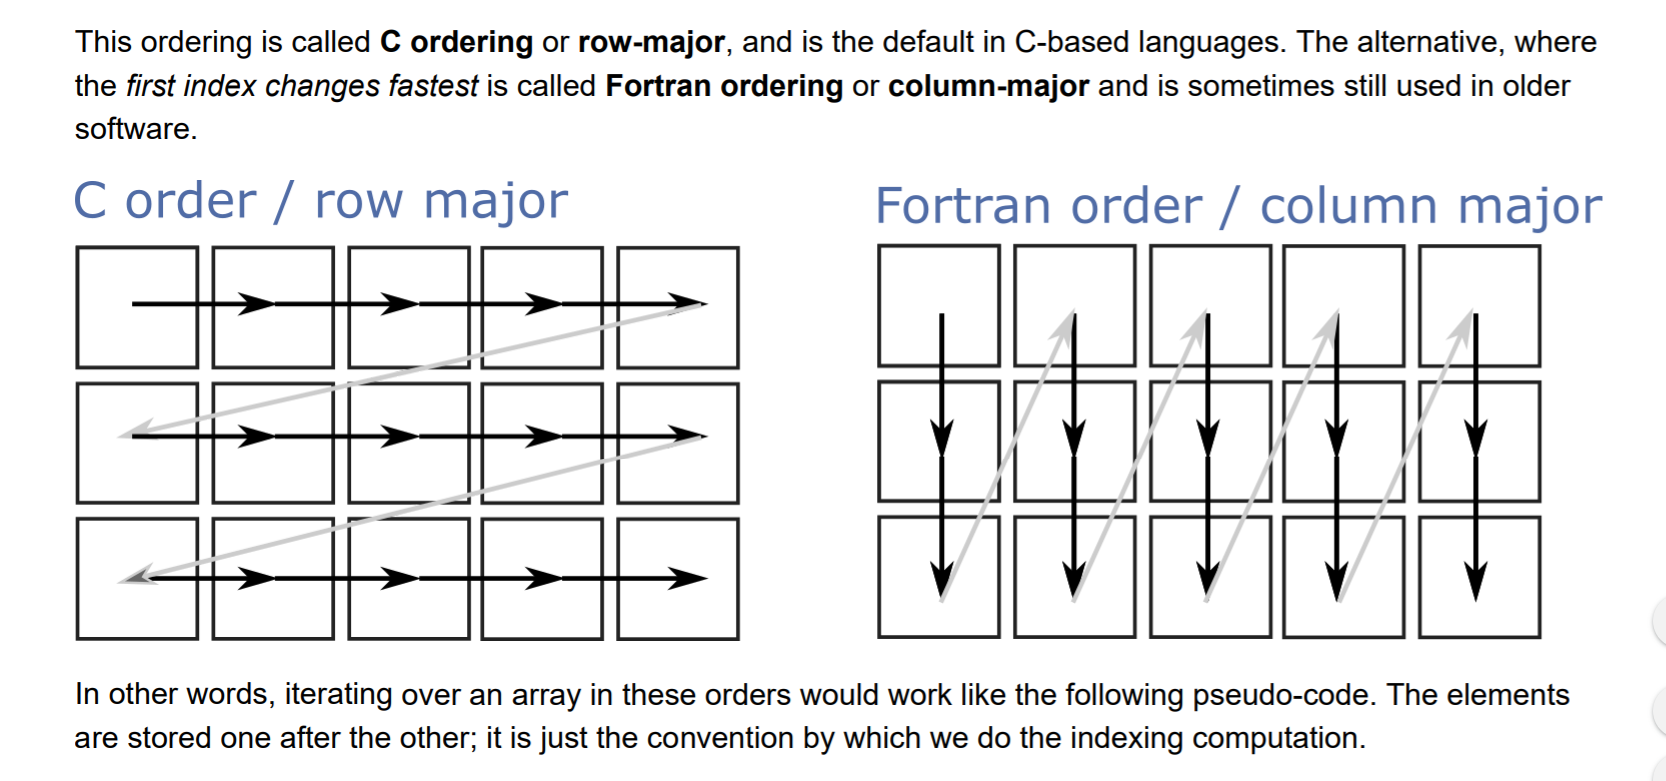 This ordering is called C ordering or row-major, and is the default in C-based languages. The alternative, where
the first index changes fastest is called Fortran ordering or column-major and is sometimes still used in older
software.
C order / row major
Fortran order / column major
In other words, iterating over an array in these orders would work like the following pseudo-code. The elements
are stored one after the other; it is just the convention by which we do the indexing computation.